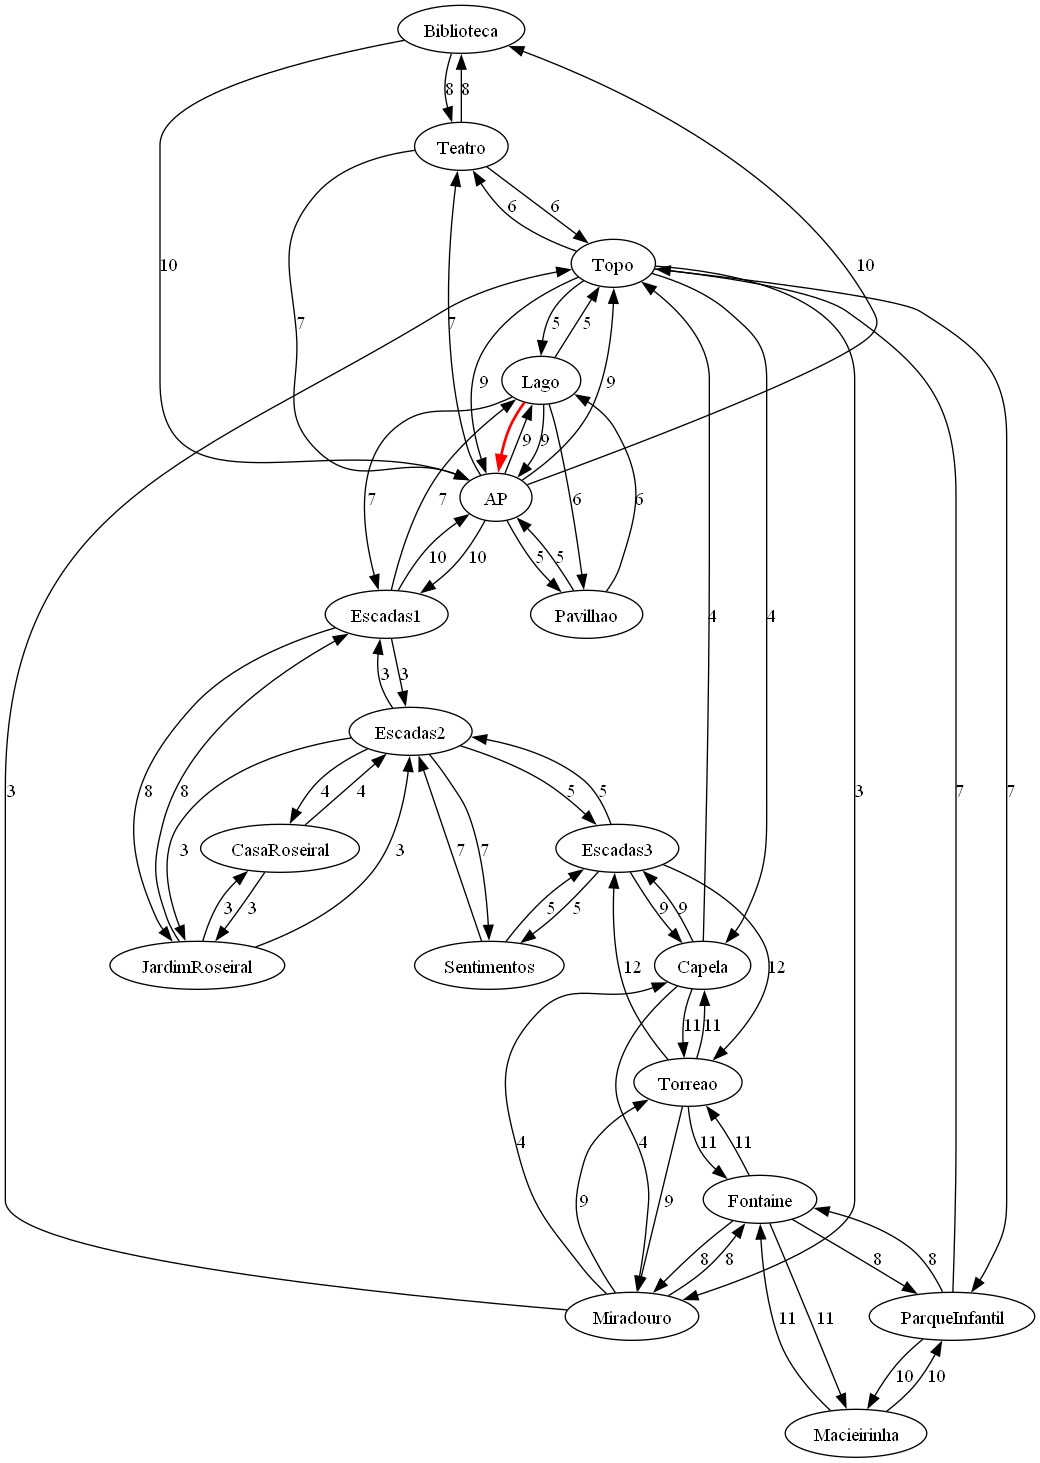 Biblioteca
8 8
Teatro
6 6
Topo
10 10
7 7 5 5
Lago
9 9
9 9
AP
7 7 6 6
10 10 5 5
Escadas1 Pavilhao
4 4
3 3
Escadas2
3 8 8 4 4 5 5 3 7 7
CasaRoseiral Escadas3
3 7 7
3 3 5 5 9 9
JardimRoseiral Sentimentos Capela
12 12
11 11
Torreao
4 4 11 11
9 9
Fontaine
8 8 8 8
Miradouro ParqueInfantil
11 11
10 10
Macieirinha